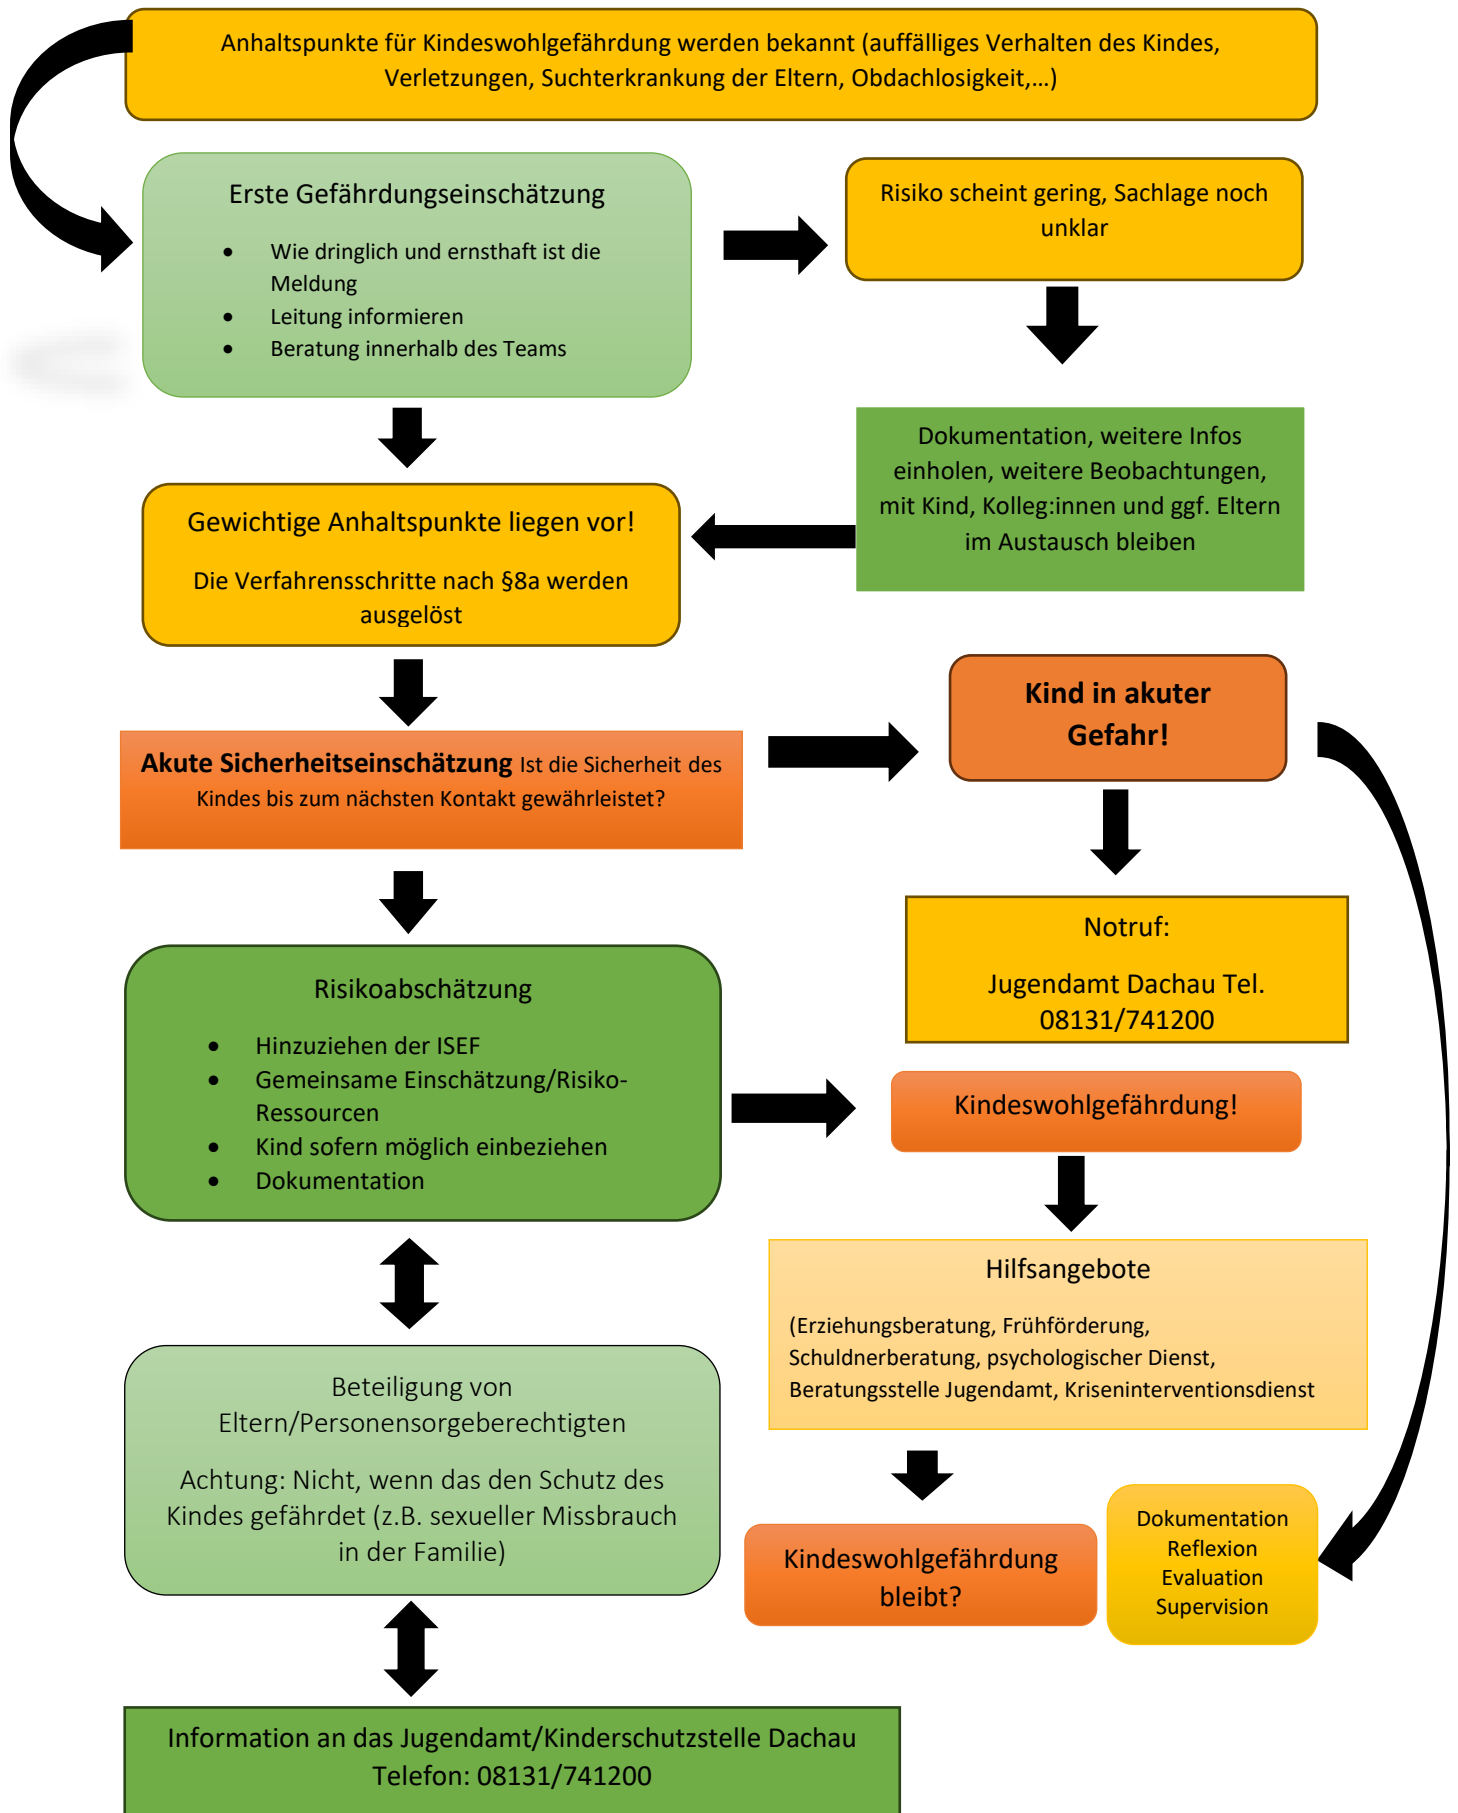 Anhaltspunkte für Kindeswohlgefährdung werden bekannt (auffälliges Verhalten des Kindes,
Verletzungen, Suchterkrankung der Eltern, Obdachlosigkeit,…)
Erste Gefährdungseinschätzung
• Wie dringlich und ernsthaft ist die
Meldung
• Leitung informieren
• Beratung innerhalb des Teams
Risiko scheint gering, Sachlage noch
unklar
Dokumentation, weitere Infos
einholen, weitere Beobachtungen,
mit Kind, Kolleg:innen und ggf. Eltern
im Austausch bleiben
Gewichtige Anhaltspunkte liegen vor!
Die Verfahrensschritte nach §8a werden
ausgelöst
Akute Sicherheitseinschätzung Ist die Sicherheit des
Kindes bis zum nächsten Kontakt gewährleistet?
Kind in akuter
Gefahr!
Notruf:
Jugendamt Dachau Tel.
08131/741200
Risikoabschätzung
• Hinzuziehen der ISEF
• Gemeinsame Einschätzung/Risiko-
Ressourcen
• Kind sofern möglich einbeziehen
• Dokumentation
Kindeswohlgefährdung!
Hilfsangebote
(Erziehungsberatung, Frühförderung,
Schuldnerberatung, psychologischer Dienst,
Beratungsstelle Jugendamt, Kriseninterventionsdienst
Beteiligung von
Eltern/Personensorgeberechtigten
Achtung: Nicht, wenn das den Schutz des
Kindes gefährdet (z.B. sexueller Missbrauch
in der Familie)
Kindeswohlgefährdung
bleibt?
Dokumentation
Reflexion
Evaluation
Supervision
Information an das Jugendamt/Kinderschutzstelle Dachau
Telefon: 08131/741200